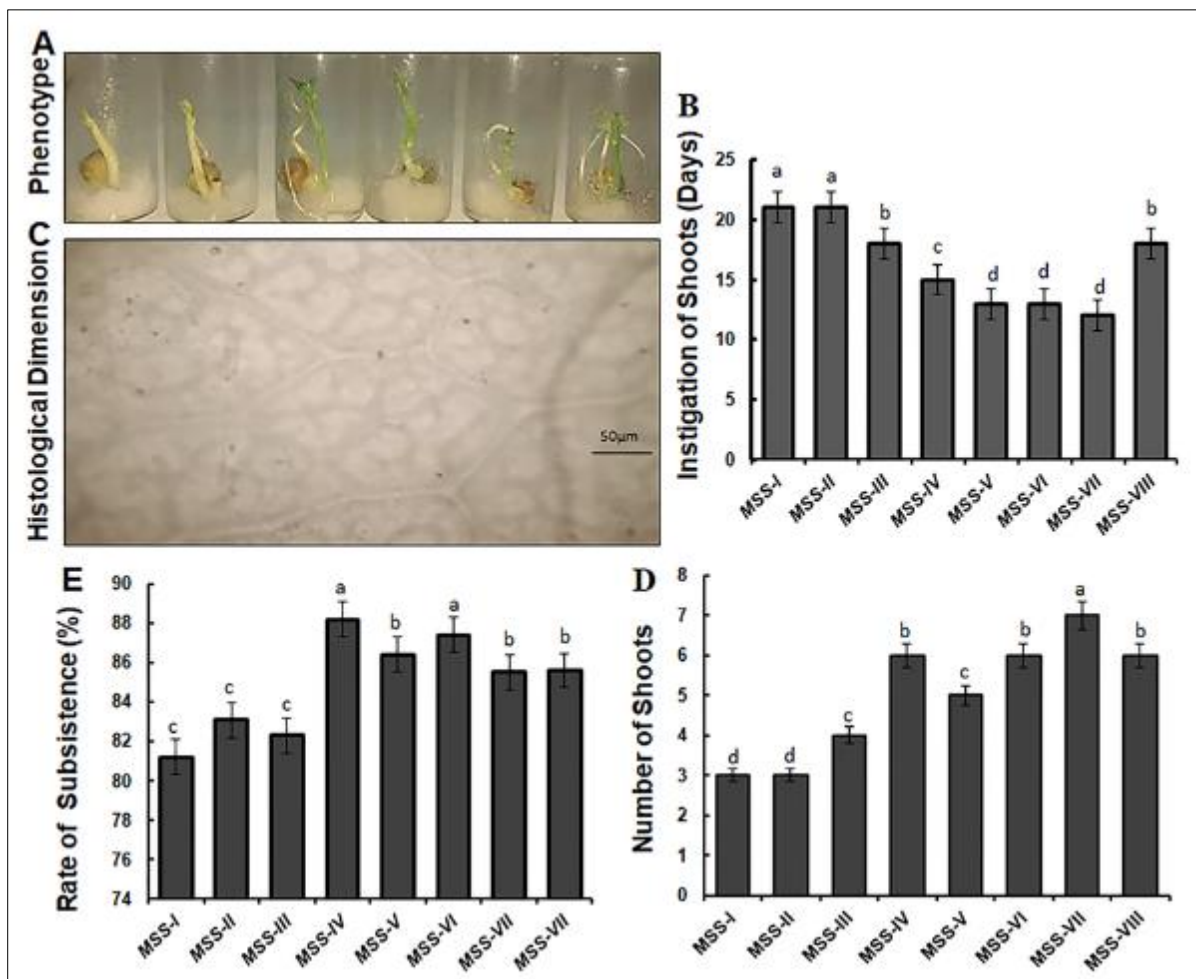 A
Phenotype
B
Instigation of Shoots (Days)
25
20
15
10
5
0
a
a
b
c
d
d
d
b
MSS-I
MSS-II
MSS-III
MSS-IV
MSS-V
MSS-VI
MSS-VII
MSS-VIII
C
Histological Dimension
50µm
E
Rate of Subsistence (%)
90
88
86
84
82
80
78
76
74
c
c
c
a
b
a
b
b
MSS-I
MSS-II
MSS-III
MSS-IV
MSS-V
MSS-VI
MSS-VII
MSS-VII
D
Number of Shoots
8
7
6
5
4
3
2
1
0
d
d
c
b
c
b
a
b
MSS-I
MSS-II
MSS-III
MSS-IV
MSS-V
MSS-VI
MSS-VII
MSS-VIII